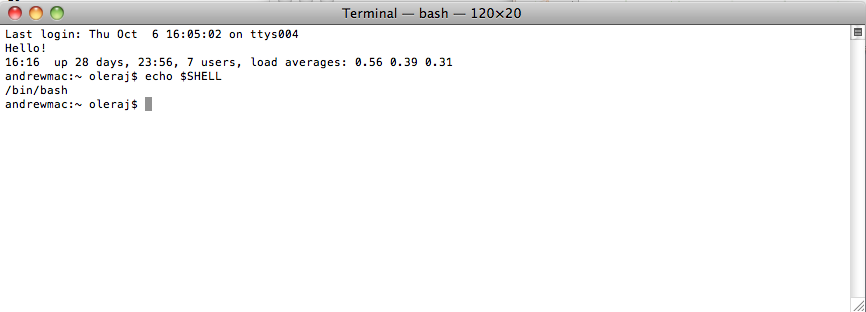 Terminal — bash — 120×20
Last login: Thu Oct  6 16:05:02 on ttys004
Hello!
16:16  up 28 days, 23:56, 7 users, load averages: 0.56 0.39 0.31
andrewmac:~ oleraj$ echo $SHELL
/bin/bash
andrewmac:~ oleraj$